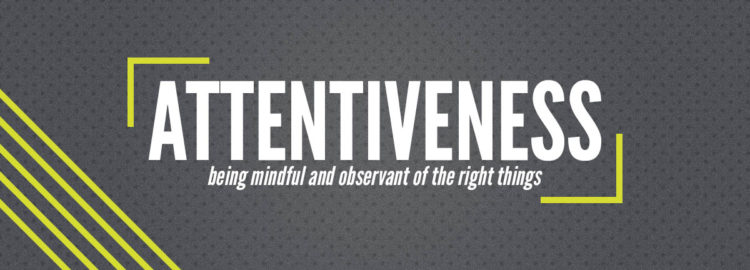 ATTENTIVENESS
being mindful and observant of the right things